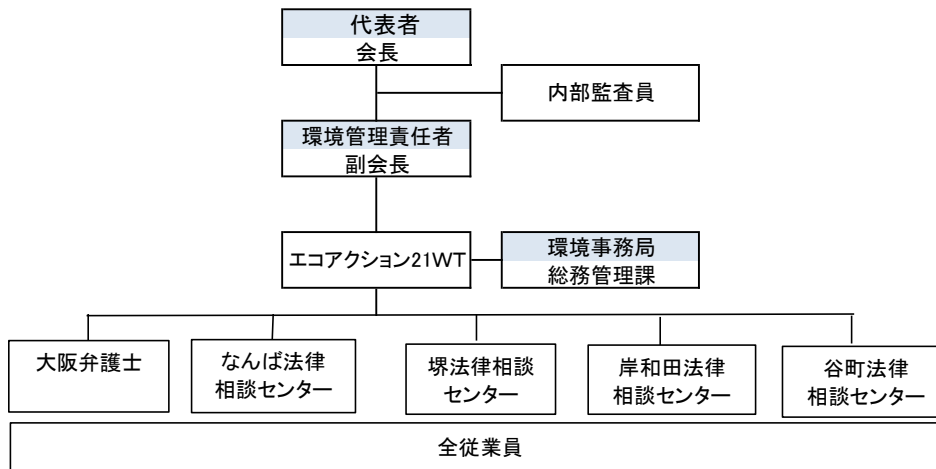 代表者
会長
内部監査員
環境管理責任者
副会長
エコアクション21WT
環境事務局
総務管理課
大阪弁護士
なんば法律
相談センター
堺法律相談
センター
岸和田法律
相談センター
谷町法律
相談センター
全従業員